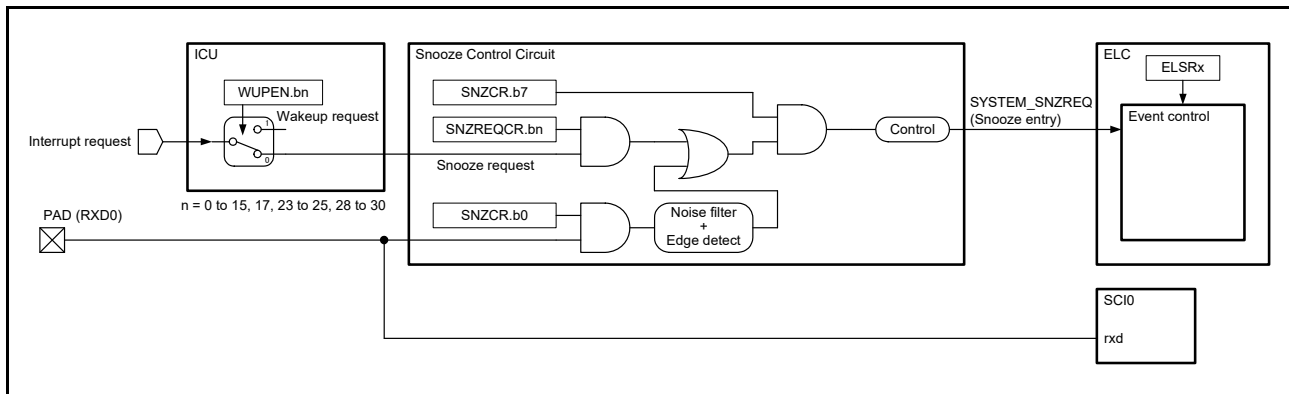 ICU
WUPEN.bn
Wakeup request
1
0
Interrupt request
n = 0 to 15, 17, 23 to 25, 28 to 30
PAD (RXD0)
Snooze Control Circuit
SNZCR.b7
SNZREQCR.bn
Snooze request
SNZCR.b0
Noise filter
+
Edge detect
Control
SYSTEM_SNZREQ
(Snooze entry)
ELC
ELSRx
Event control
SCI0
rxd